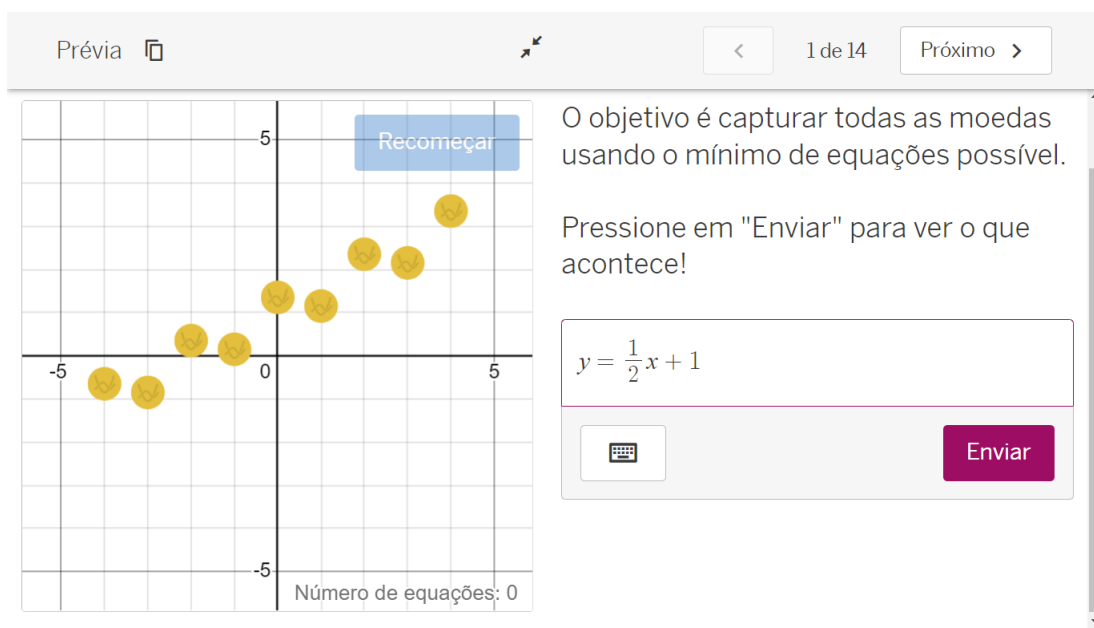 Prévia
1 de 14
Próximo
O objetivo é capturar todas as moedas
usando o mínimo de equações possível.
Pressione em "Enviar" para ver o que
acontece!
y = \frac{1}{2}x + 1
Enviar
Recomeçar
5
-5
0
5
-5
Número de equações: 0